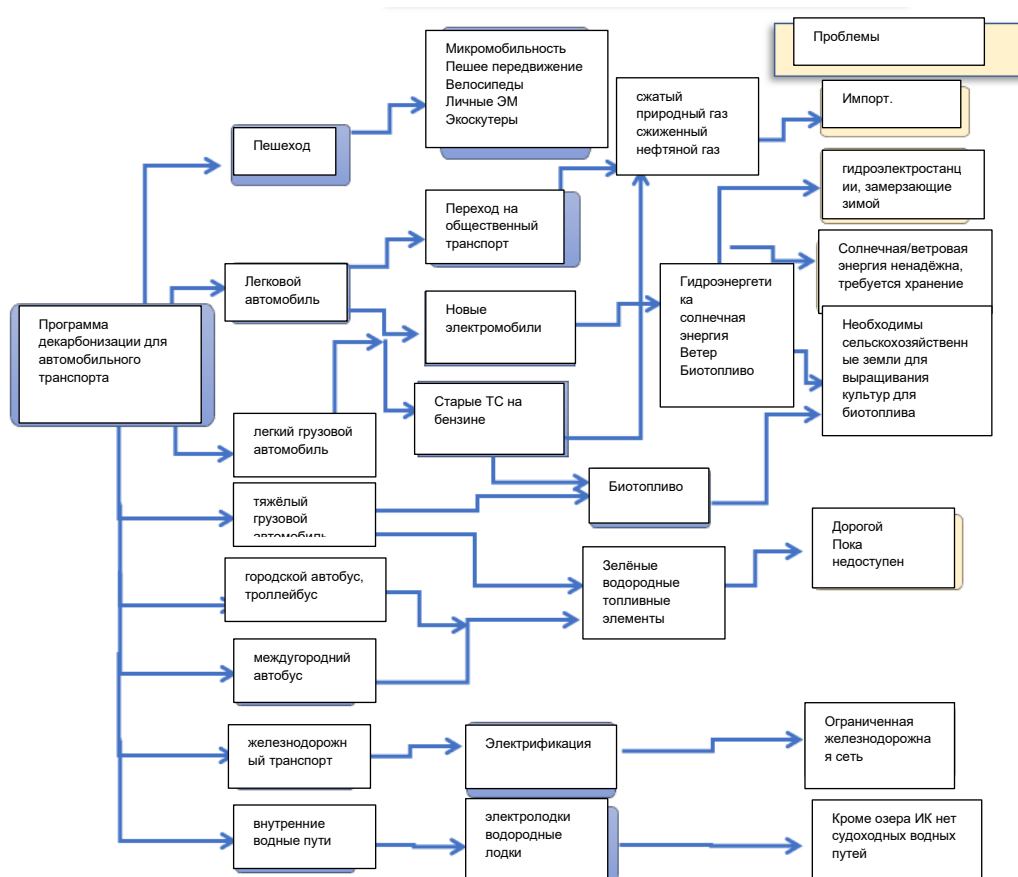 Проблемы
Микромобильность
Пешее передвижение
Велосипеды
Личные ЭМ
Экоскутеры
сжатый
природный газ
сжиженный
нефтяной газ
Импорт.
Пешеход
гидроэлектростанц
ии, замерзающие
зимой
Переход на
общественный
транспорт
Солнечная/ветровая
энергия ненадёжна,
требуется хранение
Легковой
автомобиль
Гидроэнергети
ка
солнечная
энергия
Ветер
Биотопливо
Программа
декарбонизации для
автомобильного
транспорта
Новые
электромобили
Необходимы
сельскохозяйственн
ые земли для
выращивания
культур для
биотоплива
Старые ТС на
бензине
легкий грузовой
автомобиль
Биотопливо
тяжёлый
грузовой
автомобиль
Дорогой
Пока
недоступен
Зелёные
водородные
топливные
элементы
городской автобус,
троллейбус
междугородний
автобус
железнодорожн
ый транспорт
Электрификация
Ограниченная
железнодорожна
я сеть
внутренние
водные пути
электролодки
водородные
лодки
Кроме озера ИК нет
судоходных водных
путей